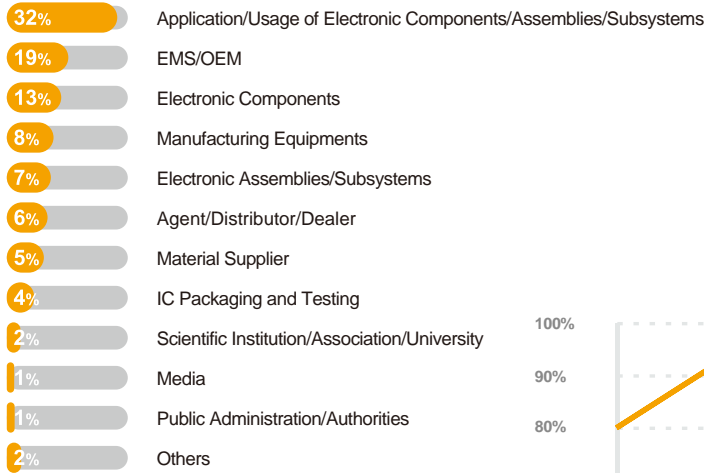 32% Application/Usage of Electronic Components/Assemblies/Subsystems
19% EMS/OEM
13% Electronic Components
8% Manufacturing Equipments
7% Electronic Assemblies/Subsystems
6% Agent/Distributor/Dealer
5% Material Supplier
4% IC Packaging and Testing
2% Scientific Institution/Association/University
1% Media
1% Public Administration/Authorities
2% Others
100%
90%
80%